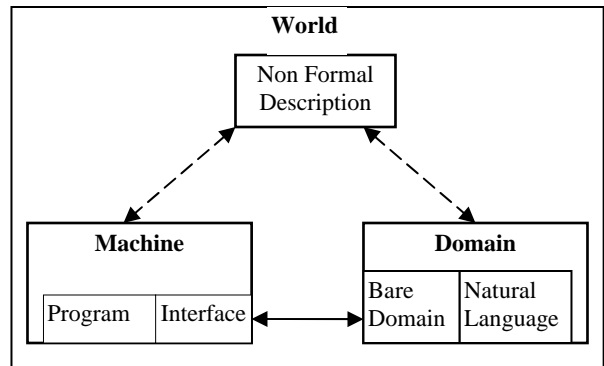 World
Non Formal
Description
Machine
Program
Interface
Domain
Bare
Domain
Natural
Language